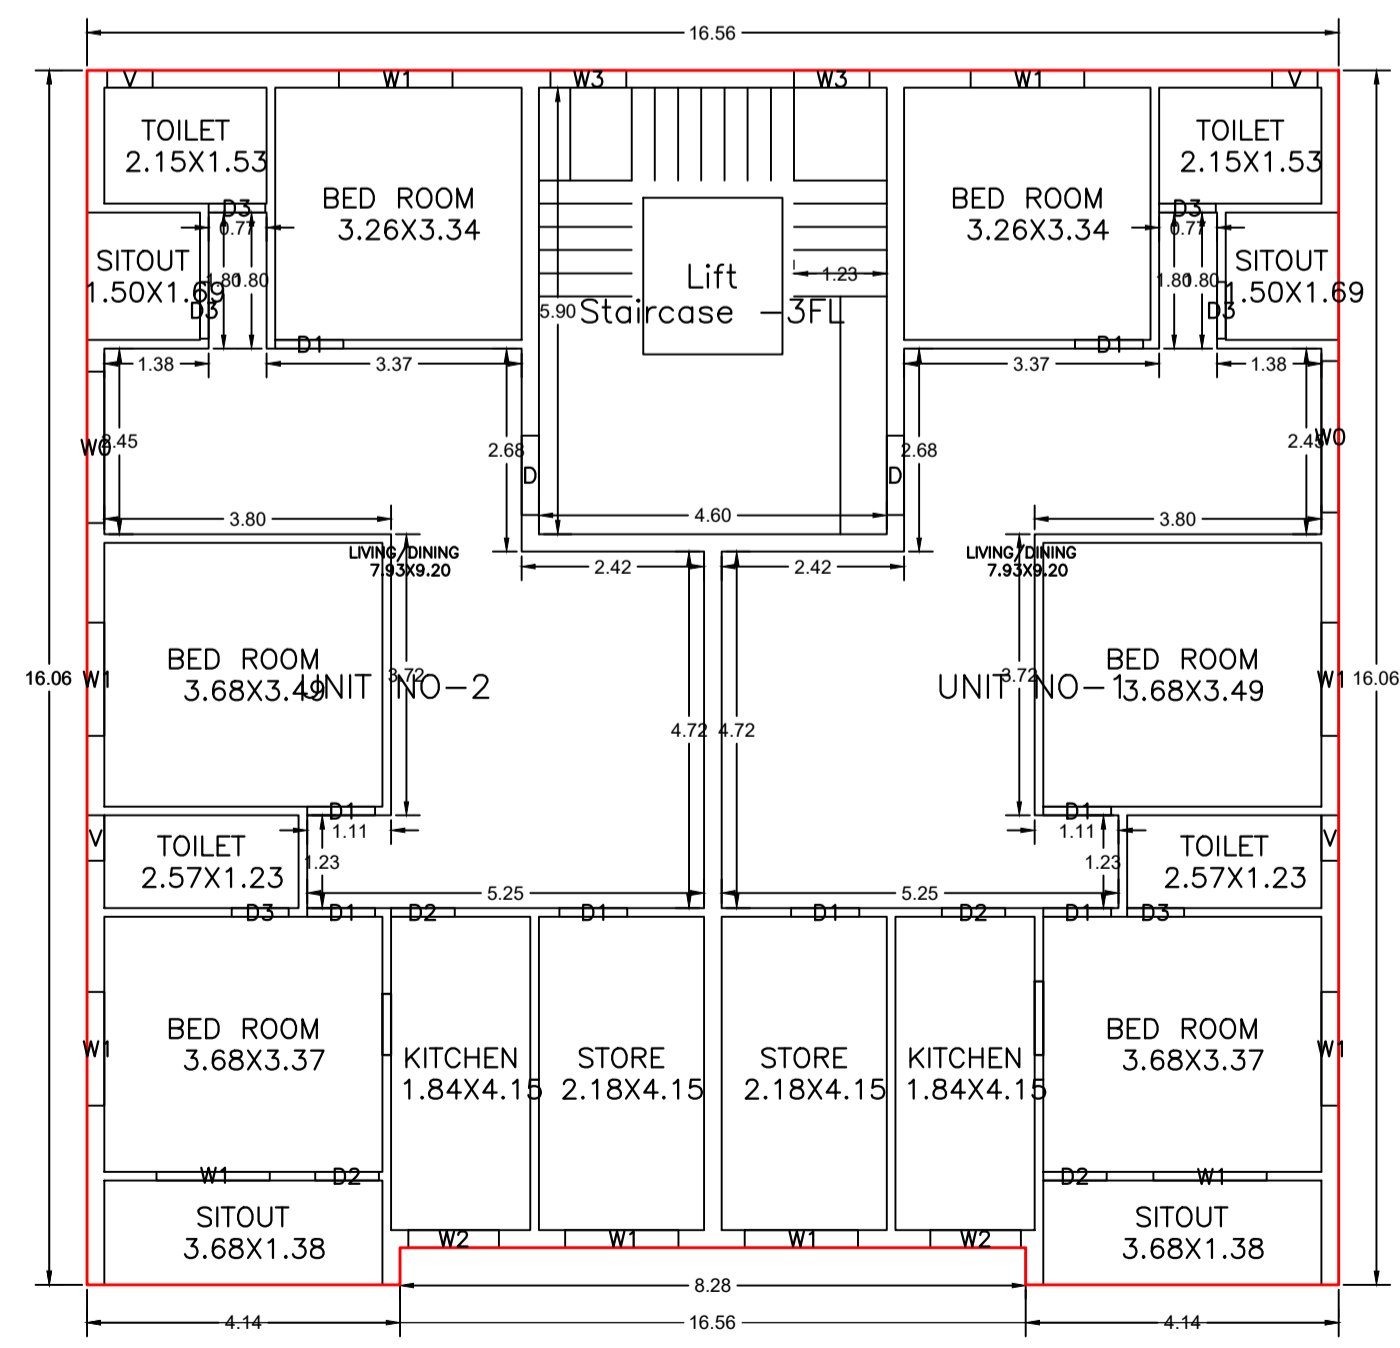 16.56
V
W1
W3
W3
W1
V
TOILET
2.15X1.53
BED ROOM
3.26X3.34
BED ROOM
3.26X3.34
TOILET
2.15X1.53
D3
0.77
D3
0.77
SITOUT
1.50X1.69
1.80
1.80
D3
Lift
Staircase -3FL
5.90
1.23
1.80
1.80
SITOUT
1.50X1.69
D3
D1
D1
1.38
3.37
3.37
1.38
W0
2.45
2.68
D
D
2.68
2.45
W0
3.80
4.60
3.80
LIVING/DINING
7.93X9.20
2.42
2.42
LIVING/DINING
7.93X9.20
16.06
W1
BED ROOM
3.68X3.49
3.72
UNIT NO-2
4.72
4.72
UNIT NO-1
3.72
BED ROOM
3.68X3.49
W1
16.06
D1
1.11
D1
1.11
V
TOILET
2.57X1.23
1.23
1.23
TOILET
2.57X1.23
V
5.25
5.25
D3
D1
D2
D1
D1
D2
D1
D3
W1
BED ROOM
3.68X3.37
KITCHEN
1.84X4.15
STORE
2.18X4.15
STORE
2.18X4.15
KITCHEN
1.84X4.15
BED ROOM
3.68X3.37
W1
W1
D2
D2
W1
SITOUT
3.68X1.38
W2
W1
W1
W2
SITOUT
3.68X1.38
8.28
4.14
16.56
4.14